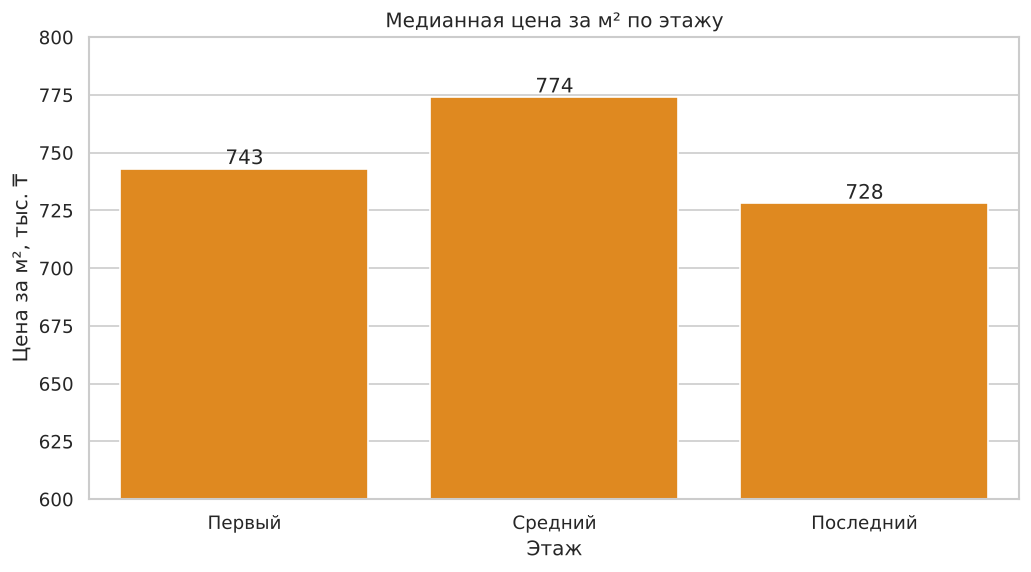 Медианная цена за м² по этажу
Цена за м², тыс. ₸
800
775
750
725
700
675
650
625
600
743
774
728
Первый
Средний
Последний
Этаж